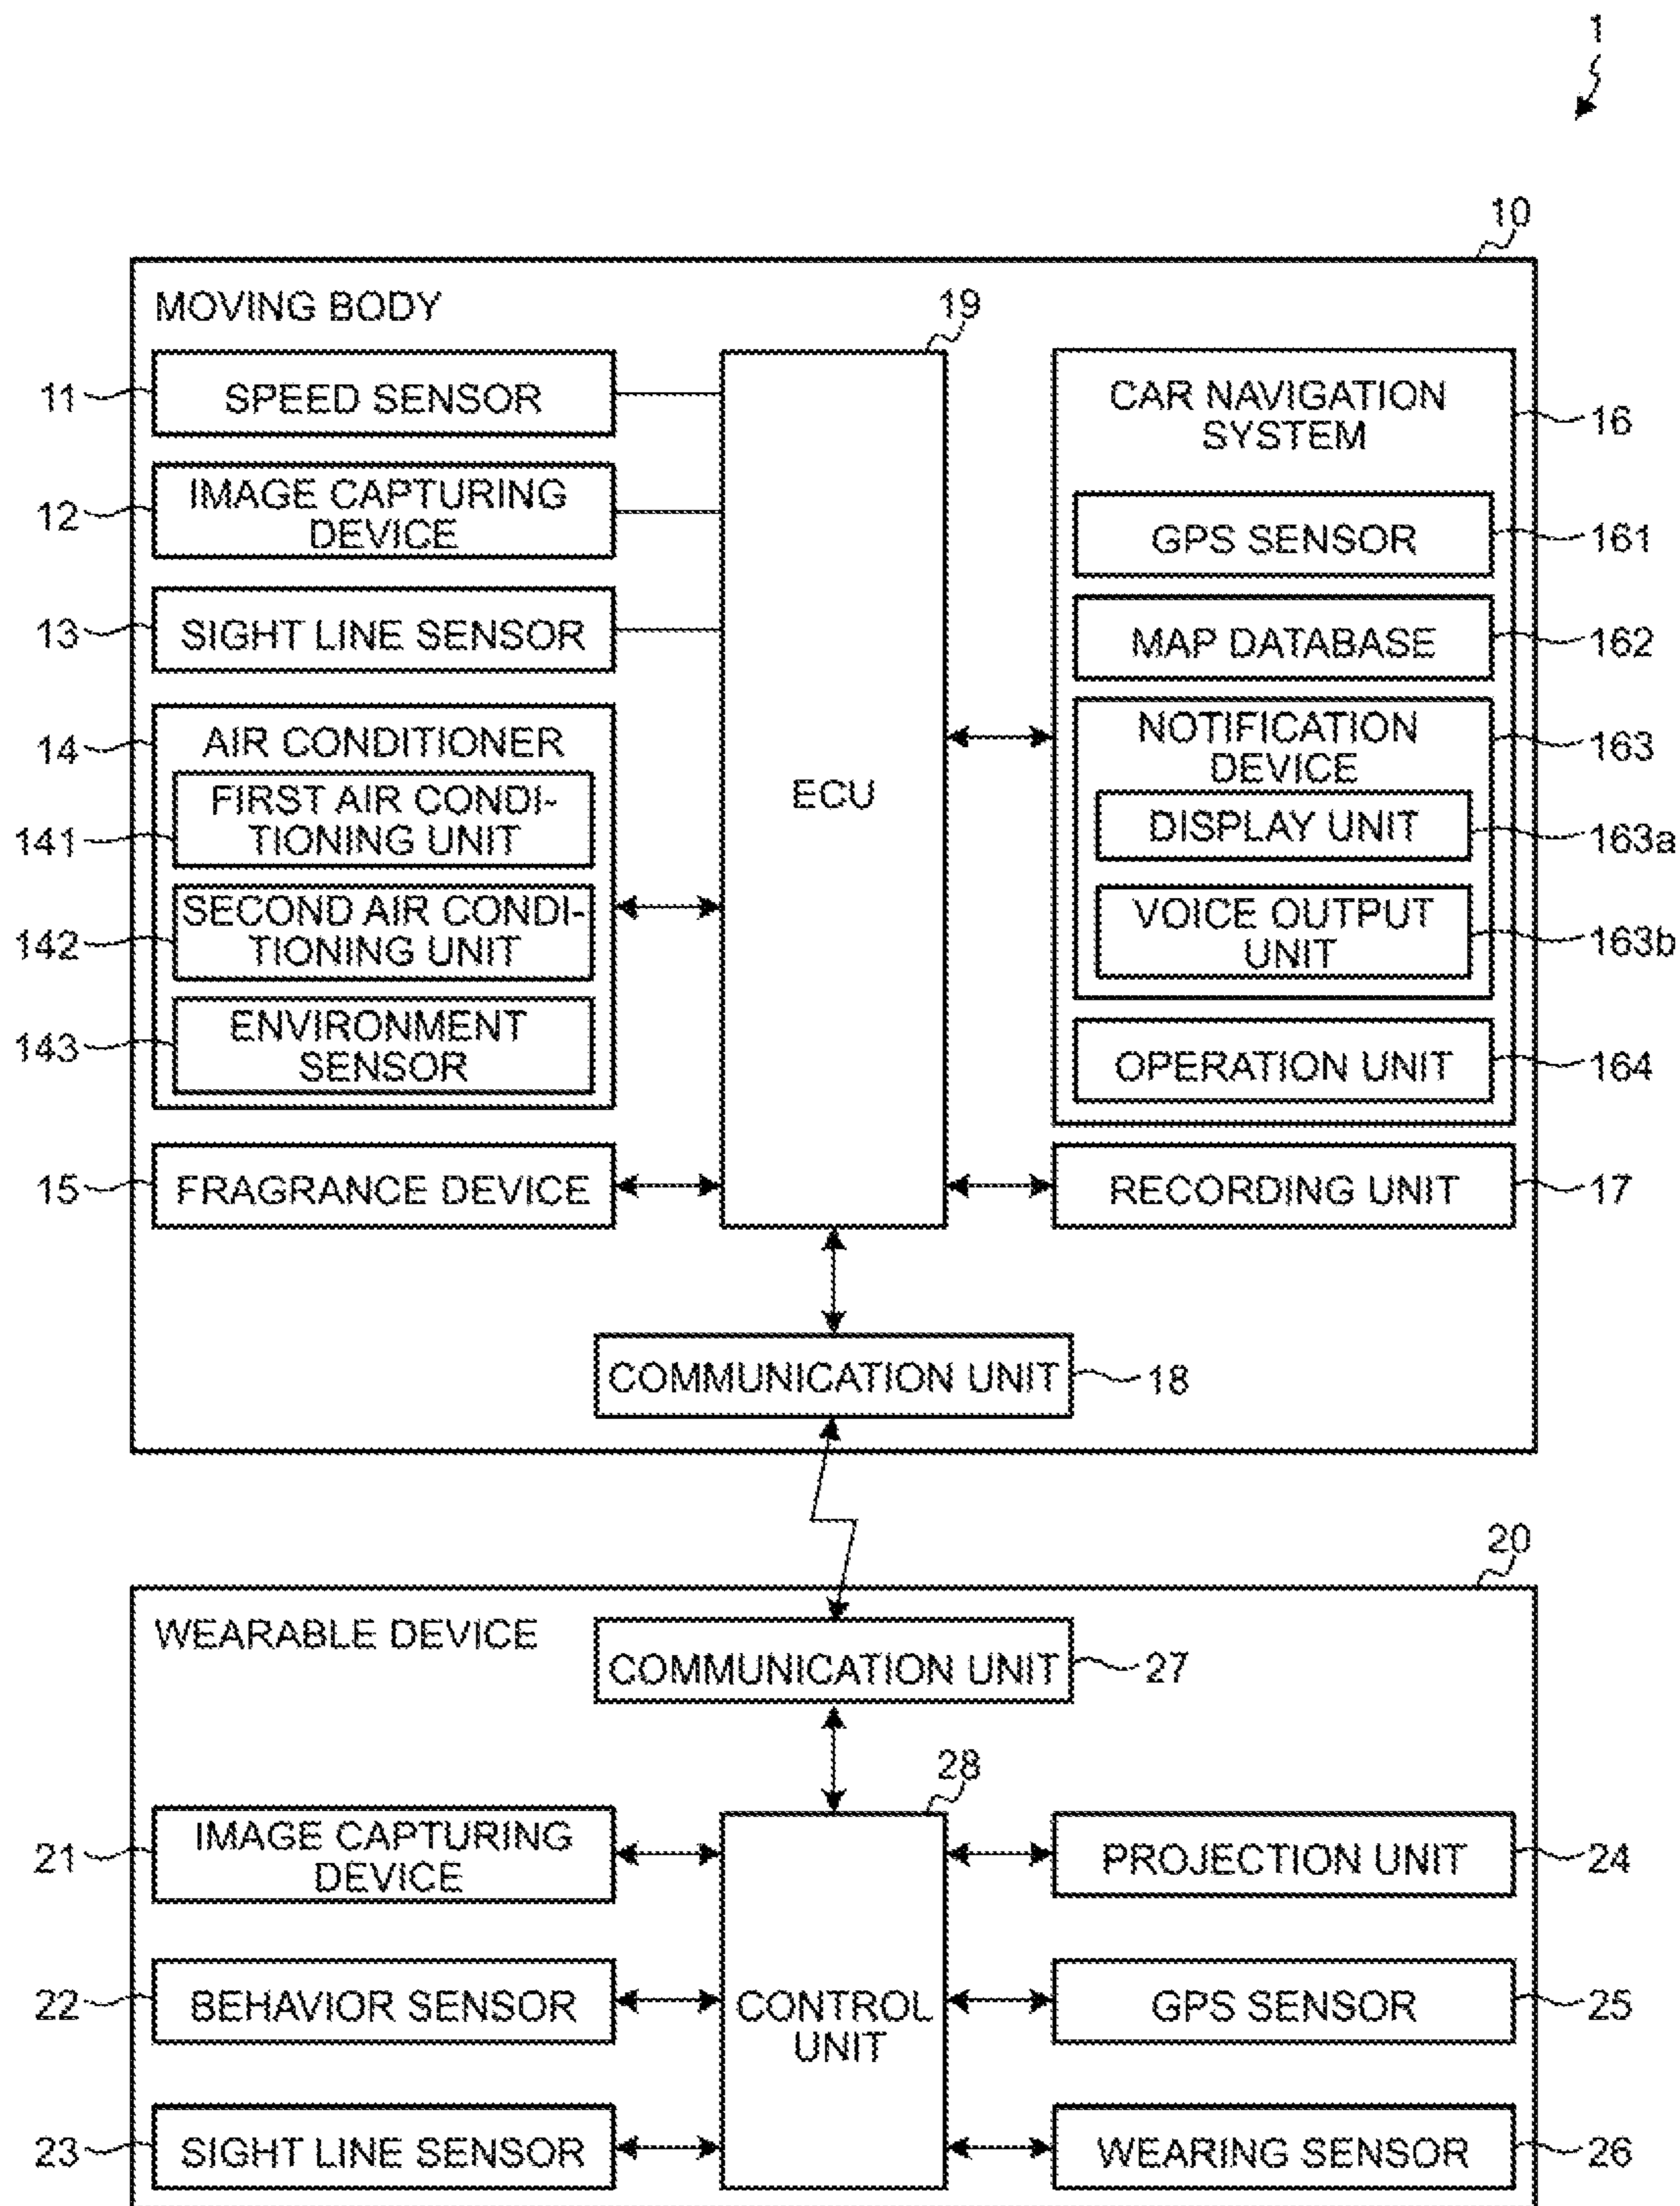 1
10
MOVING BODY
19
11
SPEED SENSOR
12
IMAGE CAPTURING
DEVICE
13
SIGHT LINE SENSOR
14
AIR CONDITIONER
141
FIRST AIR CONDI-
TIONING UNIT
142
SECOND AIR CONDI-
TIONING UNIT
143
ENVIRONMENT
SENSOR
15
FRAGRANCE DEVICE
ECU
CAR NAVIGATION
SYSTEM
16
GPS SENSOR
161
MAP DATABASE
162
NOTIFICATION
DEVICE
163
DISPLAY UNIT
163a
VOICE OUTPUT
UNIT
163b
OPERATION UNIT
164
RECORDING UNIT
17
COMMUNICATION UNIT
18
20
WEARABLE DEVICE
COMMUNICATION UNIT
27
28
21
IMAGE CAPTURING
DEVICE
22
BEHAVIOR SENSOR
23
SIGHT LINE SENSOR
CONTROL
UNIT
PROJECTION UNIT
24
GPS SENSOR
25
WEARING SENSOR
26